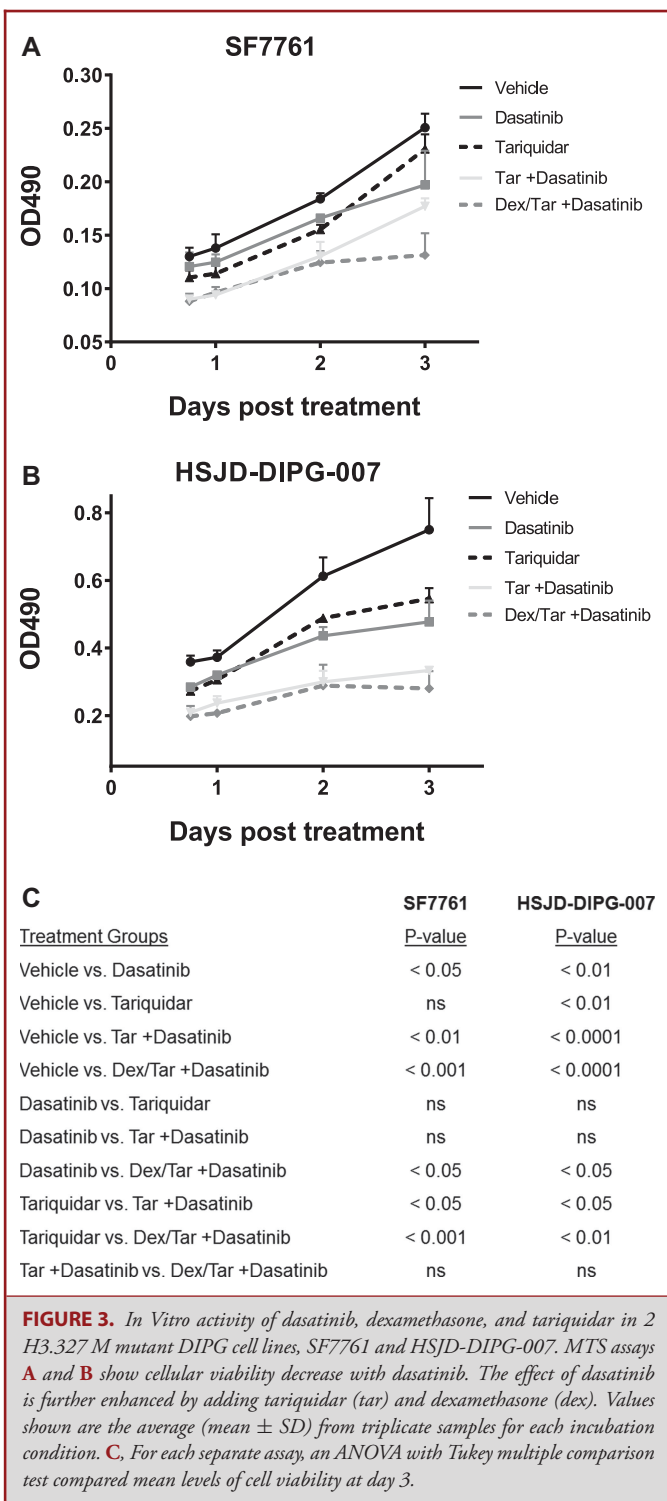 A
SF7761
0.30
0.25
0.20
0.15
0.10
0.05
OD490
0
1
2
3
Days post treatment
Vehicle
Dasatinib
Tariquidar
Tar +Dasatinib
Dex/Tar +Dasatinib
B
HSJD-DIPG-007
0.8
0.6
0.4
0.2
OD490
0
1
2
3
Days post treatment
Vehicle
Dasatinib
Tariquidar
Tar +Dasatinib
Dex/Tar +Dasatinib
C
SF7761 HSJD-DIPG-007
Treatment Groups P-value P-value
Vehicle vs. Dasatinib < 0.05 < 0.01
Vehicle vs. Tariquidar ns < 0.01
Vehicle vs. Tar +Dasatinib < 0.01 < 0.0001
Vehicle vs. Dex/Tar +Dasatinib < 0.001 < 0.0001
Dasatinib vs. Tariquidar ns ns
Dasatinib vs. Tar +Dasatinib ns ns
Dasatinib vs. Dex/Tar +Dasatinib < 0.05 < 0.05
Tariquidar vs. Tar +Dasatinib < 0.05 < 0.05
Tariquidar vs. Dex/Tar +Dasatinib < 0.001 < 0.01
Tar +Dasatinib vs. Dex/Tar +Dasatinib ns ns
FIGURE 3. In Vitro activity of dasatinib, dexamethasone, and tariquidar in 2
H3.327 M mutant DIPG cell lines, SF7761 and HSJD-DIPG-007. MTS assays
A and B show cellular viability decrease with dasatinib. The effect of dasatinib
is further enhanced by adding tariquidar (tar) and dexamethasone (dex). Values
shown are the average (mean ± SD) from triplicate samples for each incubation
condition. C, For each separate assay, an ANOVA with Tukey multiple comparison
test compared mean levels of cell viability at day 3.